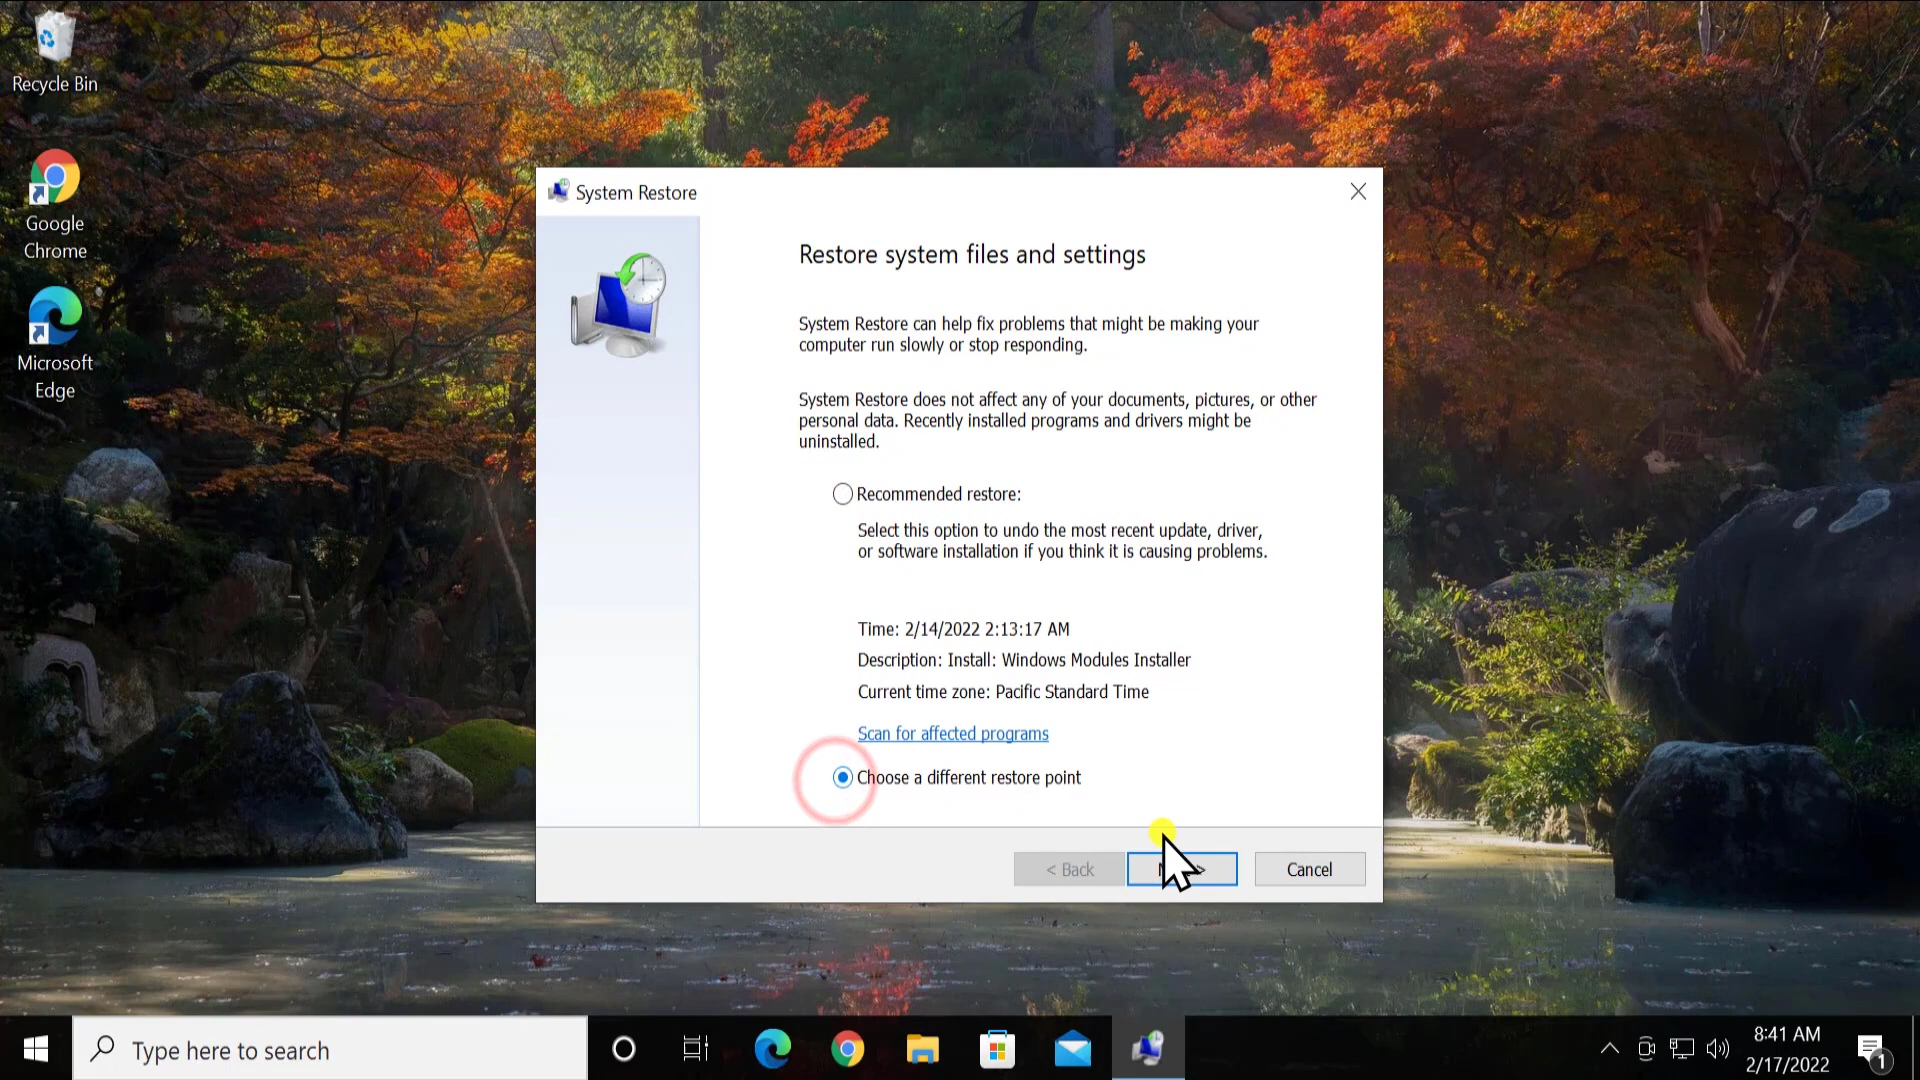 Recycle Bin
Google
Chrome
Microsoft
Edge
System Restore
Restore system files and settings
System Restore can help fix problems that might be making your
computer run slowly or stop responding.
System Restore does not affect any of your documents, pictures, or other
personal data. Recently installed programs and drivers might be
uninstalled.
Recommended restore:
Select this option to undo the most recent update, driver,
or software installation if you think it is causing problems.
Time: 2/14/2022 2:13:17 AM
Description: Install: Windows Modules Installer
Current time zone: Pacific Standard Time
Scan for affected programs
Choose a different restore point
< Back
Cancel
Type here to search
8:41 AM
2/17/2022
1